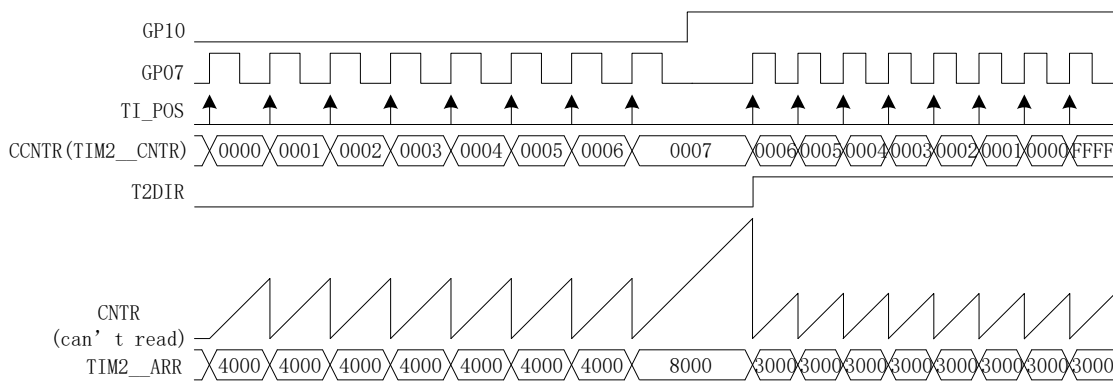 GP10
GP07
TI_POS
CCNTR(TIM2__CNTR) 0000 0001 0002 0003 0004 0005 0006 0007 0006 0005 0004 0003 0002 0001 0000 FFFF
T2DIR
CNTR
(can't read)
TIM2__ARR 4000 4000 4000 4000 4000 4000 4000 8000 3000 3000 3000 3000 3000 3000 3000 3000